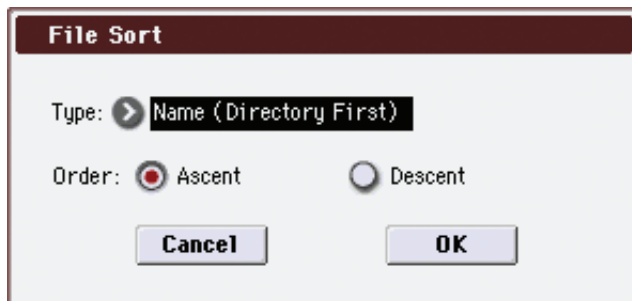 File Sort
Type: Name (Directory First)
Order: Ascent Descent
Cancel OK